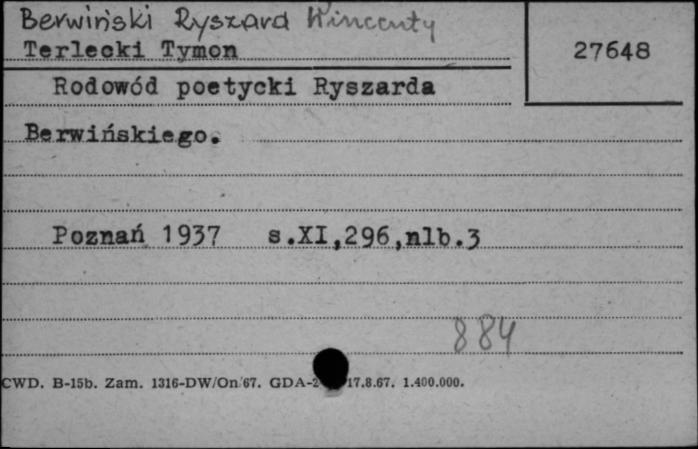 Berwiński Ryszard Wincenty
Terlecki Tymon
27648
Rodowód poetycki Ryszarda
Berwińskiego.
Poznań 1937 s.XI,296,nlb.3
884
CWD. B-15b. Zam. 1316-DW/On/67. GDA-2 17.8.67. 1.400.000.